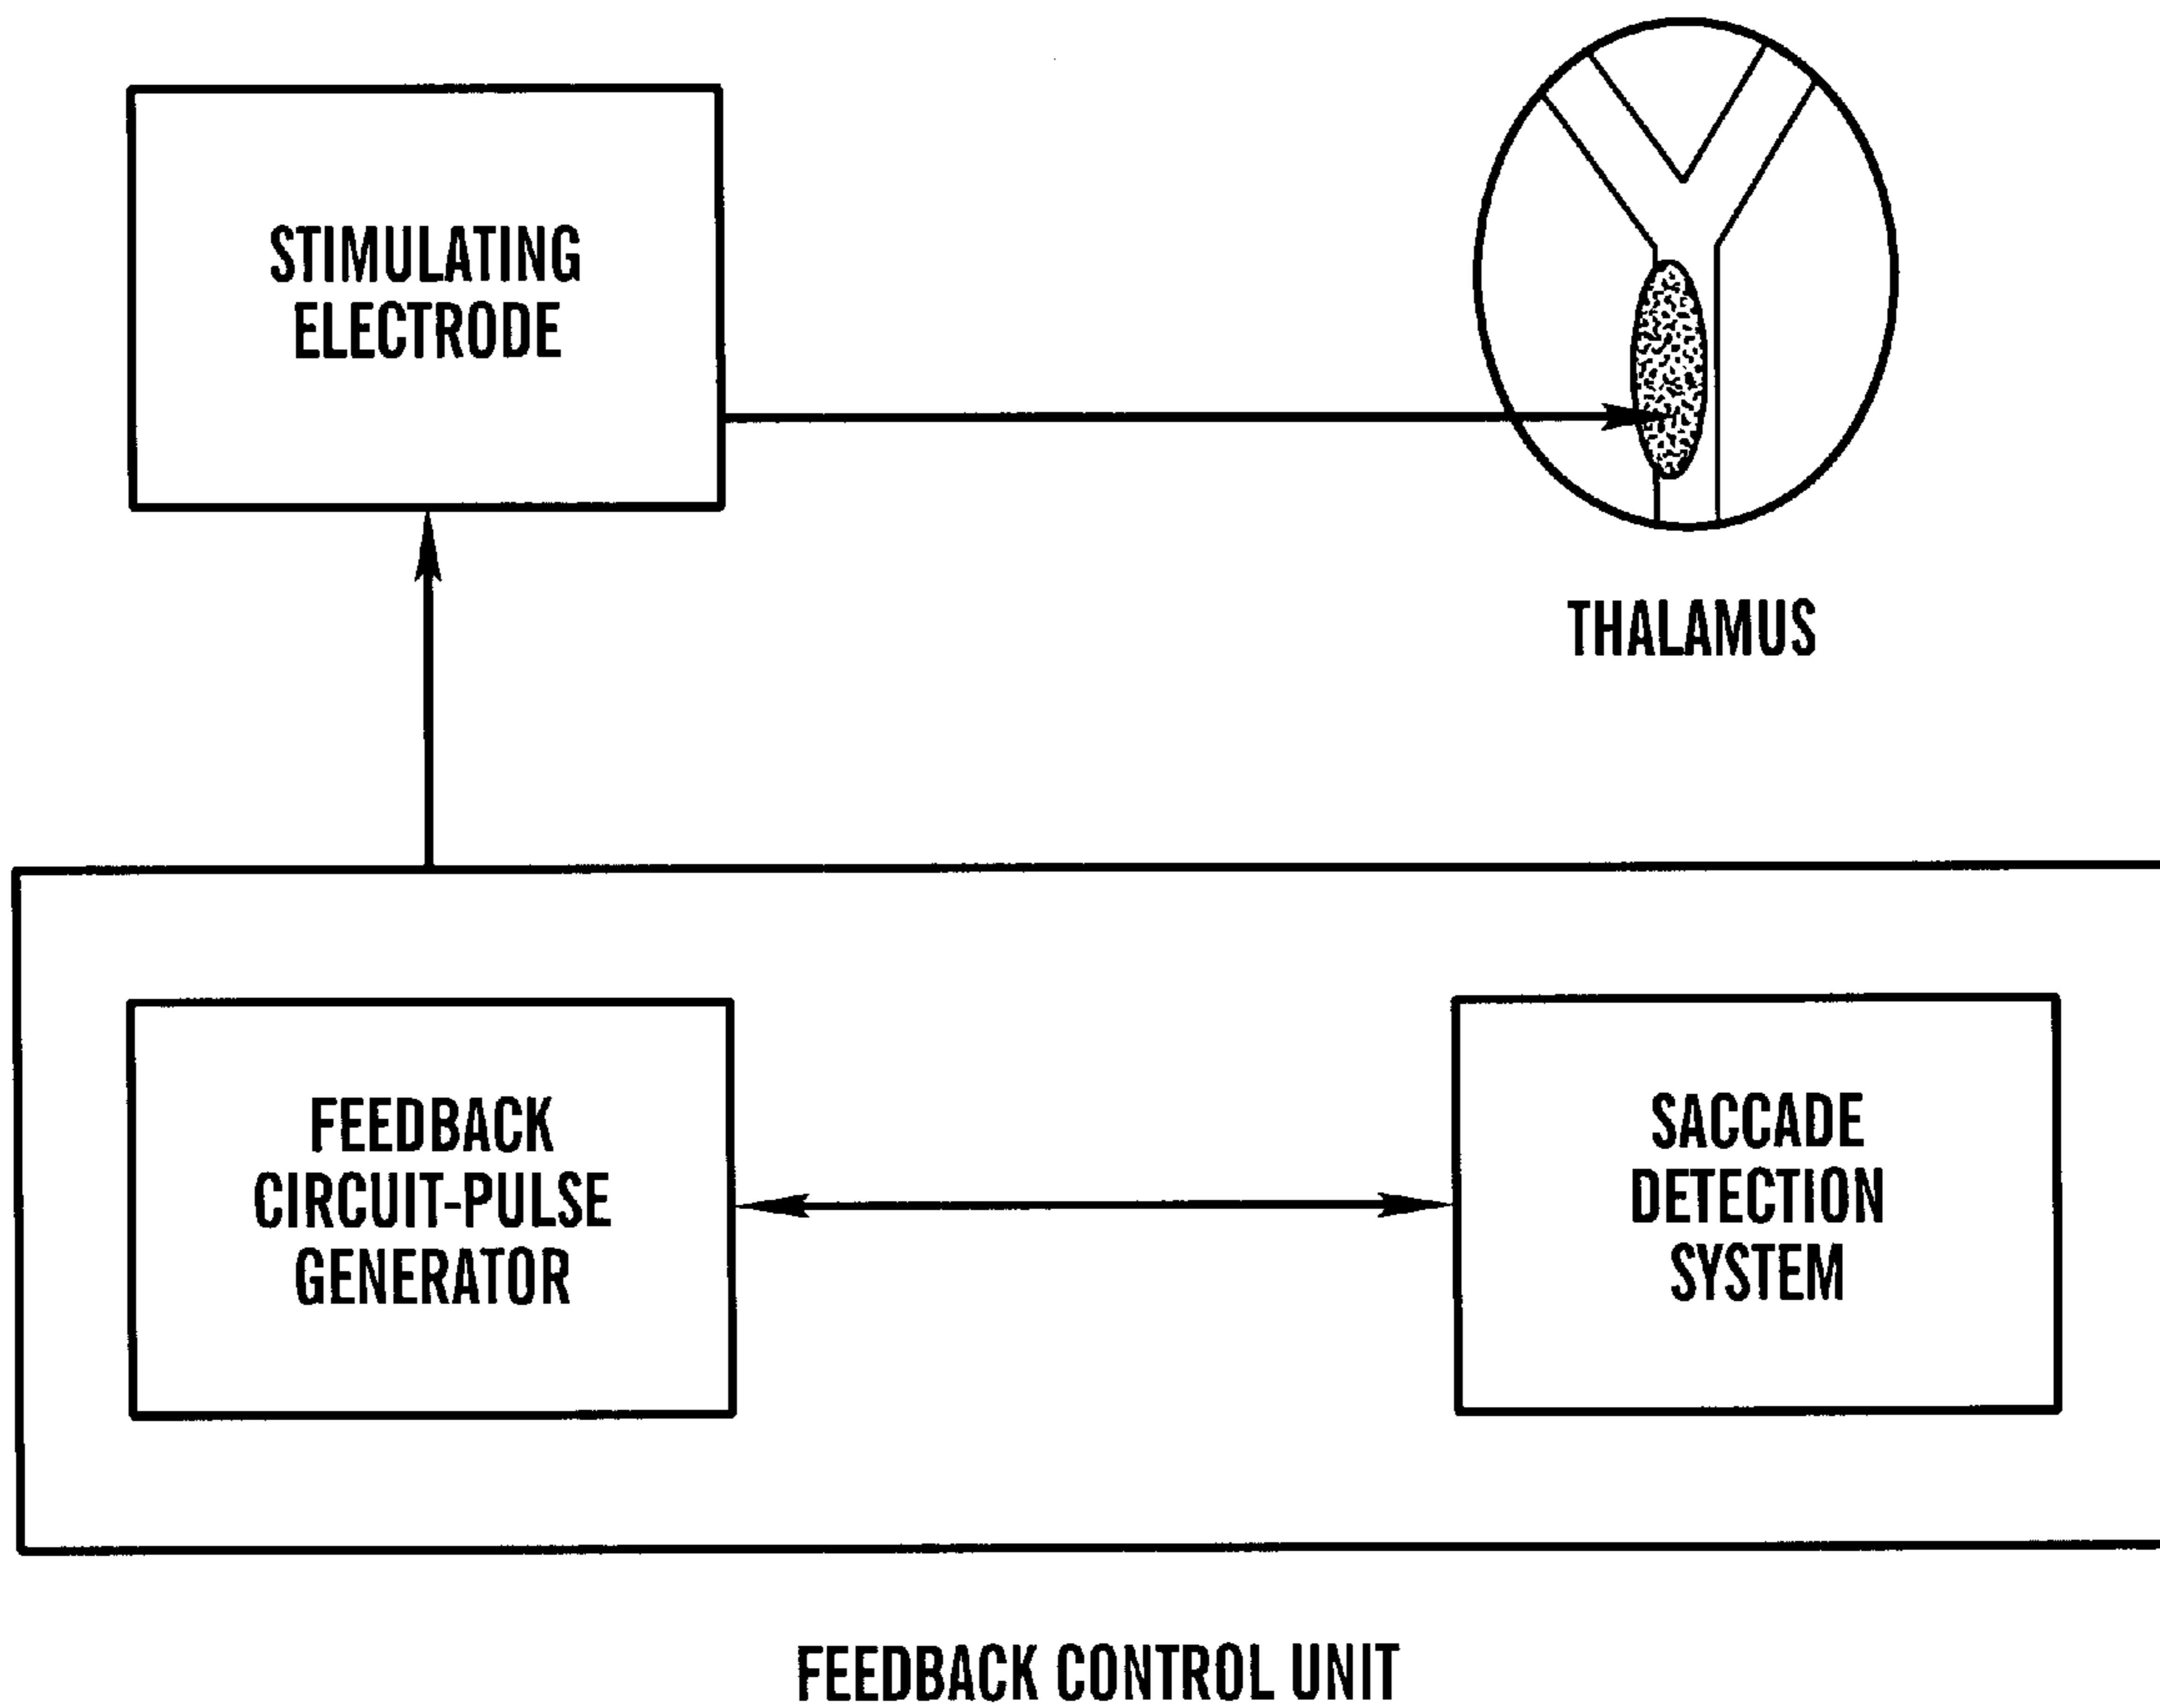 STIMULATING
ELECTRODE
THALAMUS
FEEDBACK
CIRCUIT-PULSE
GENERATOR
SACCADE
DETECTION
SYSTEM
FEEDBACK CONTROL UNIT